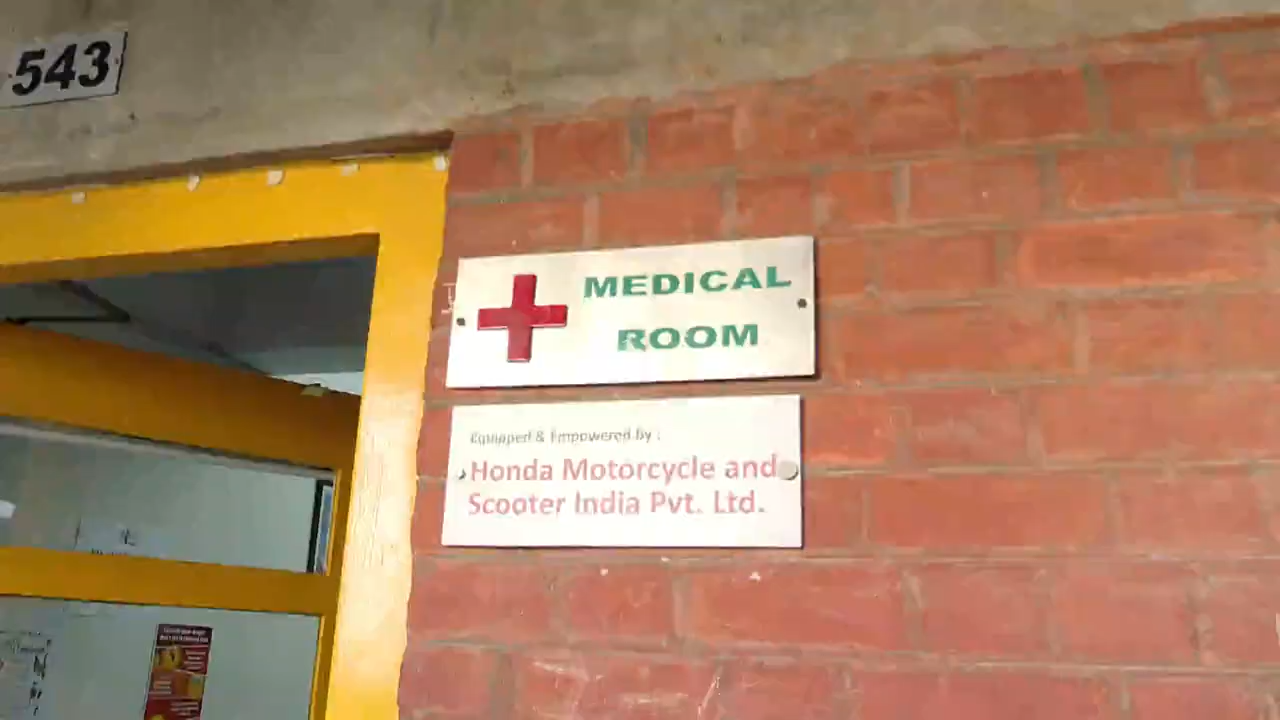 543
MEDICAL
ROOM
Equipped & Empowered by :
Honda Motorcycle and
Scooter India Pvt. Ltd.